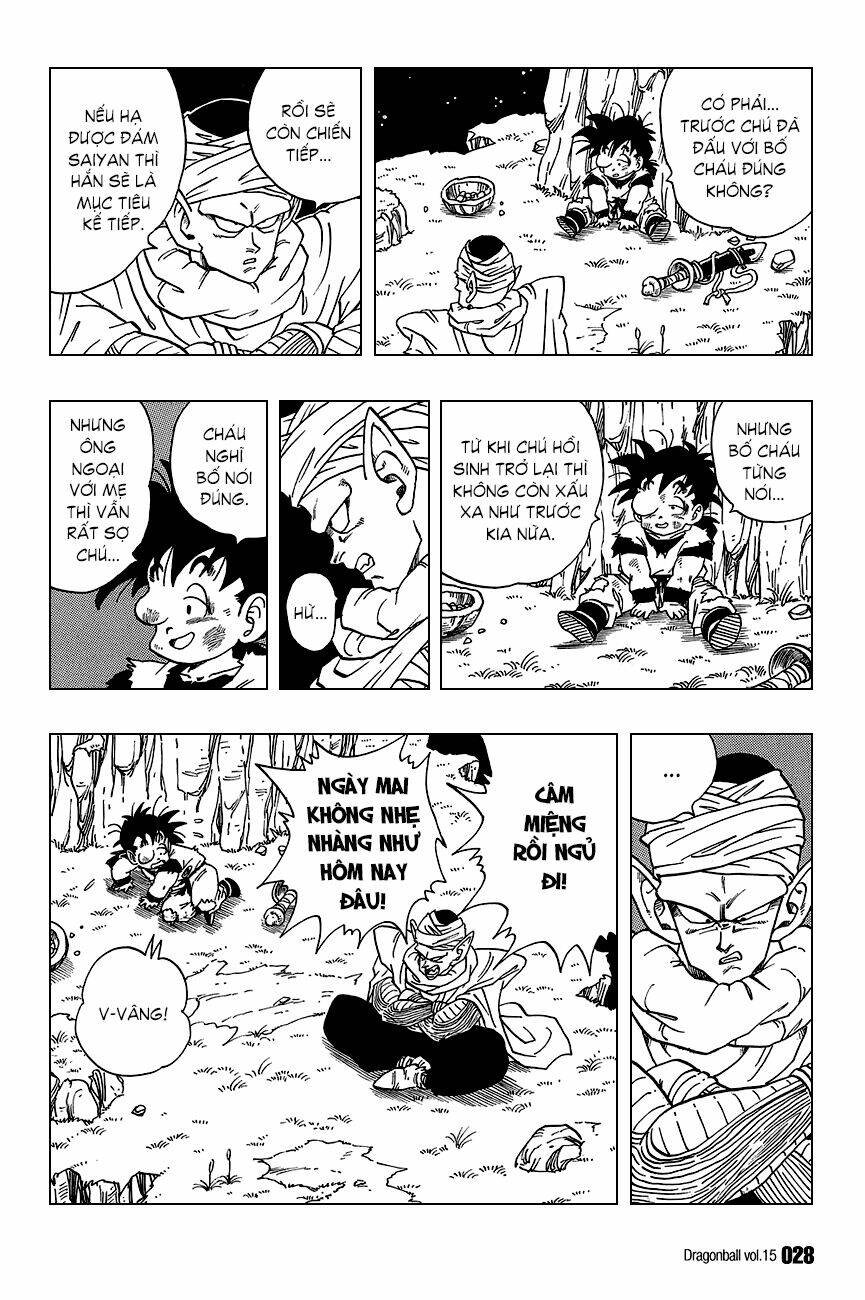 CÓ PHẢI...
TRƯỚC CHÚ ĐÃ
ĐẤU VỚI BỐ
CHÁU ĐÚNG
KHÔNG?
RỒI SẼ
CÒN CHIẾN
TIẾP...
NẾU HẠ
ĐƯỢC ĐÁM
SAIYAN THÌ
HẮN SẼ LÀ
MỤC TIÊU
KẾ TIẾP.
NHƯNG
BỐ CHÁU
TỪNG
NÓI...
TỪ KHI CHÚ HỒI
SINH TRỞ LẠI THÌ
KHÔNG CÒN XẤU
XA NHƯ TRƯỚC
KIA NỮA.
HỪ...
CHÁU
NGHĨ
BỐ NÓI
ĐÚNG.
NHƯNG
ÔNG
NGOẠI
VỚI MẸ
THÌ VẪN
RẤT SỢ
CHÚ...
...
CÂM
MIỆNG
RỒI NGỦ
ĐI!
NGÀY MAI
KHÔNG NHẸ
NHÀNG NHƯ
HÔM NAY
ĐÂU!
V-VÂNG!
Dragonball vol.15 028